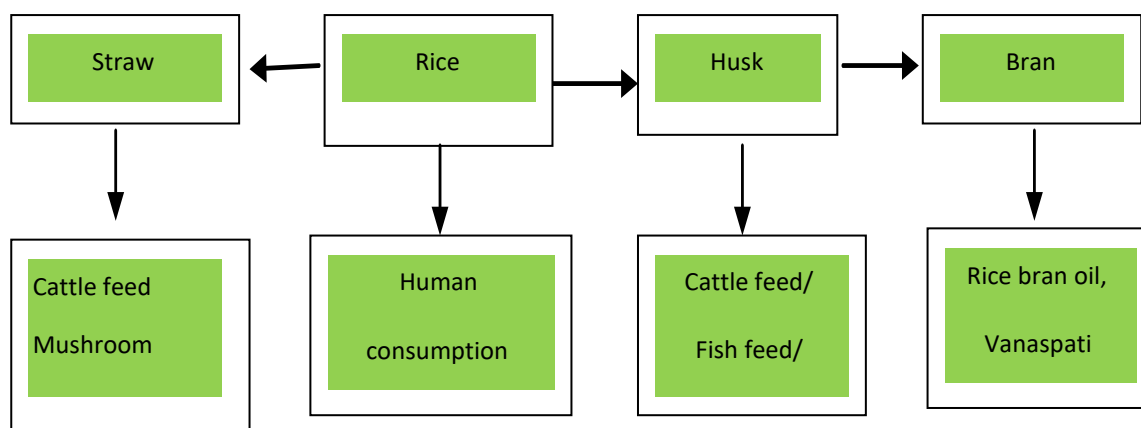 Straw
Rice
Husk
Bran
Cattle feed
Mushroom
Human
consumption
Cattle feed/
Fish feed/
Rice bran oil,
Vanaspati